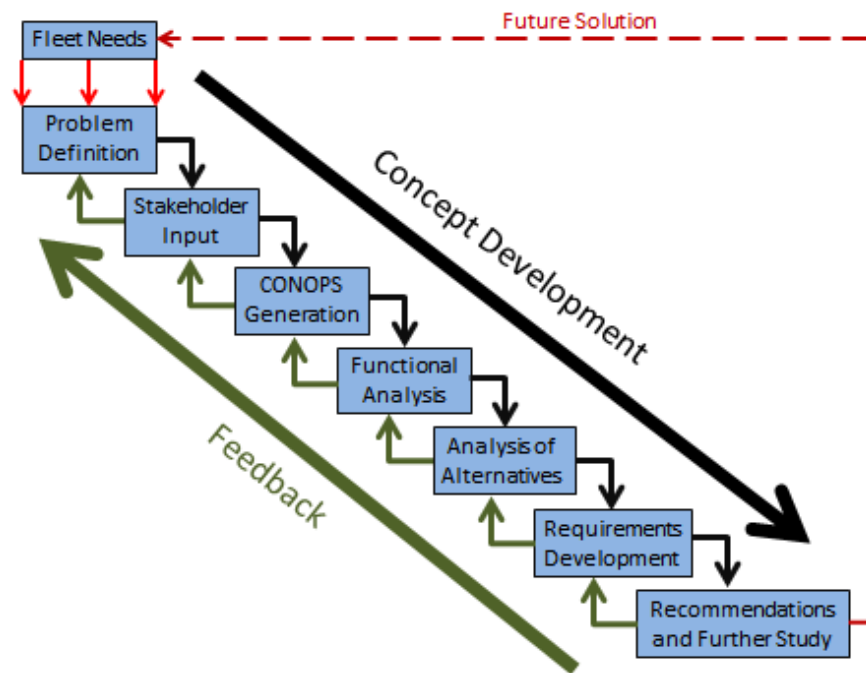 Future Solution
Fleet Needs
Problem
Definition
Concept Development
Stakeholder
Input
CONOPS
Generation
Functional
Analysis
Feedback
Analysis of
Alternatives
Requirements
Development
Recommendations
and Further Study